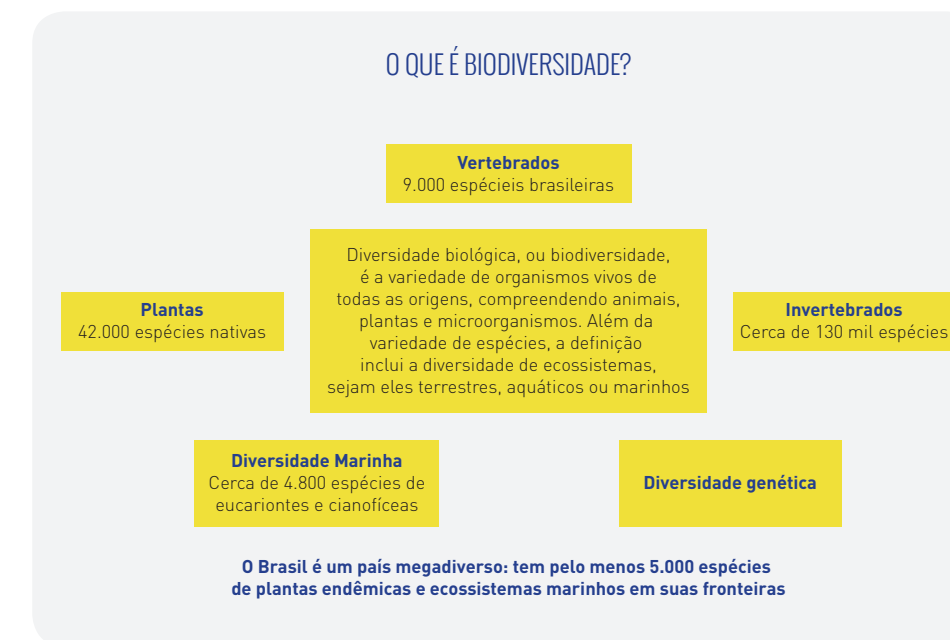 O QUE É BIODIVERSIDADE?
Vertebrados
9.000 espécieis brasileiras
Diversidade biológica, ou biodiversidade,
é a variedade de organismos vivos de
todas as origens, compreendendo animais,
plantas e microorganismos. Além da
variedade de espécies, a definição
inclui a diversidade de ecossistemas,
sejam eles terrestres, aquáticos ou marinhos
Plantas
42.000 espécies nativas
Invertebrados
Cerca de 130 mil espécies
Diversidade Marinha
Cerca de 4.800 espécies de
eucariontes e cianofíceas
Diversidade genética
O Brasil é um país megadiverso: tem pelo menos 5.000 espécies
de plantas endêmicas e ecossistemas marinhos em suas fronteiras